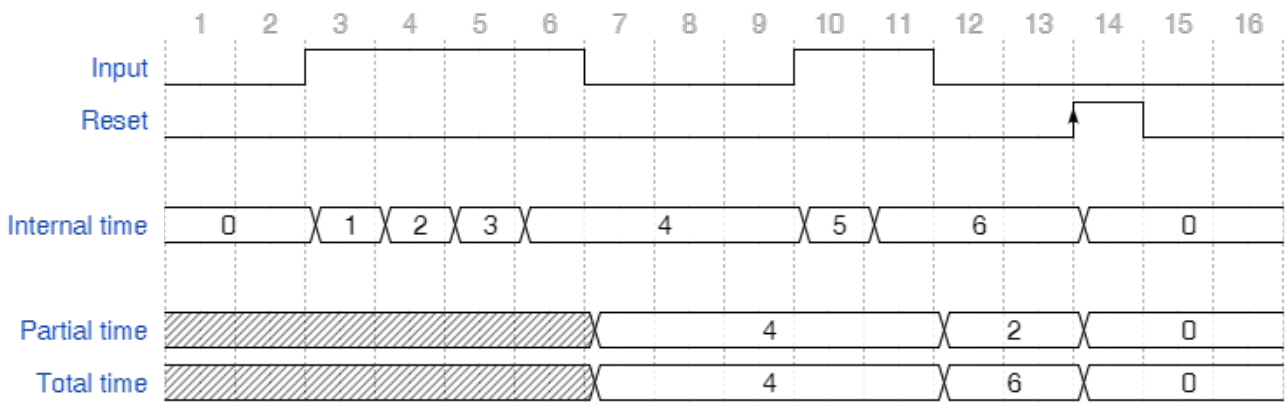 1 2 3 4 5 6 7 8 9 10 11 12 13 14 15 16
Input
Reset
Internal time 0 1 2 3 4 5 6 0
Partial time 4 2 0
Total time 4 6 0